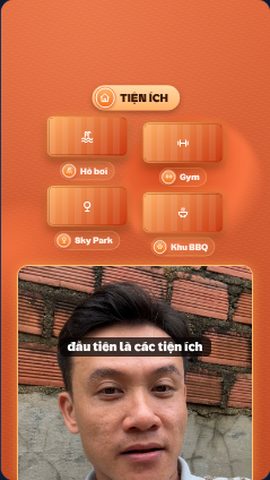 TIỆN ÍCH
Hồ bơi
Gym
Sky Park
Khu BBQ
đầu tiên là các tiện ích